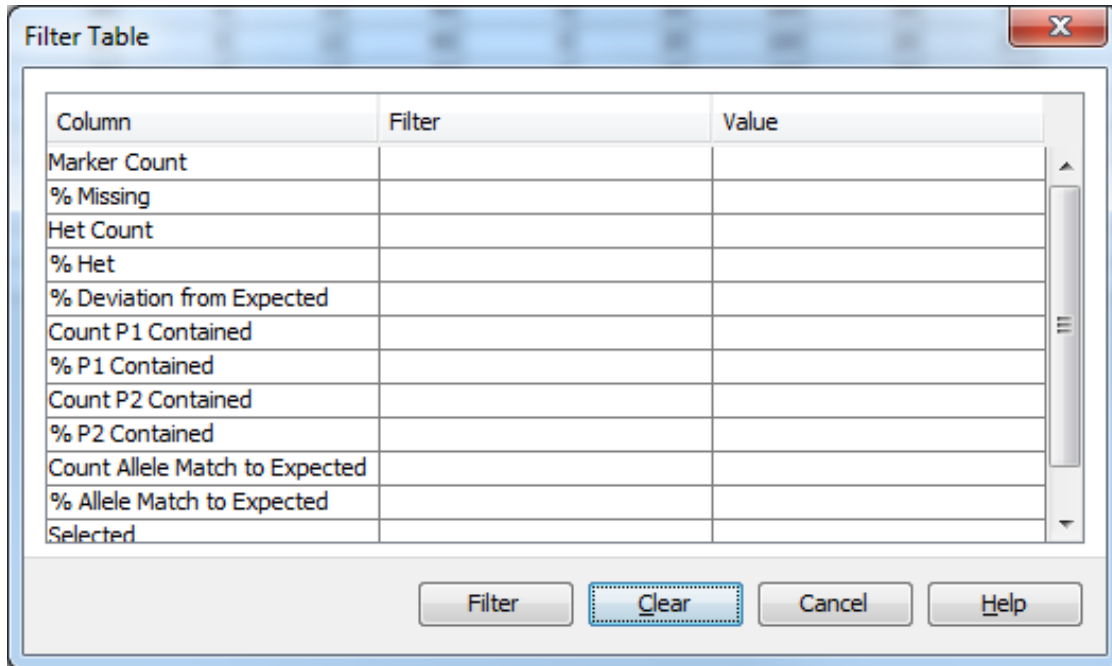 Filter Table
Column Filter Value
Marker Count
% Missing
Het Count
% Het
% Deviation from Expected
Count P1 Contained
% P1 Contained
Count P2 Contained
% P2 Contained
Count Allele Match to Expected
% Allele Match to Expected
Selected
Filter Clear Cancel Help